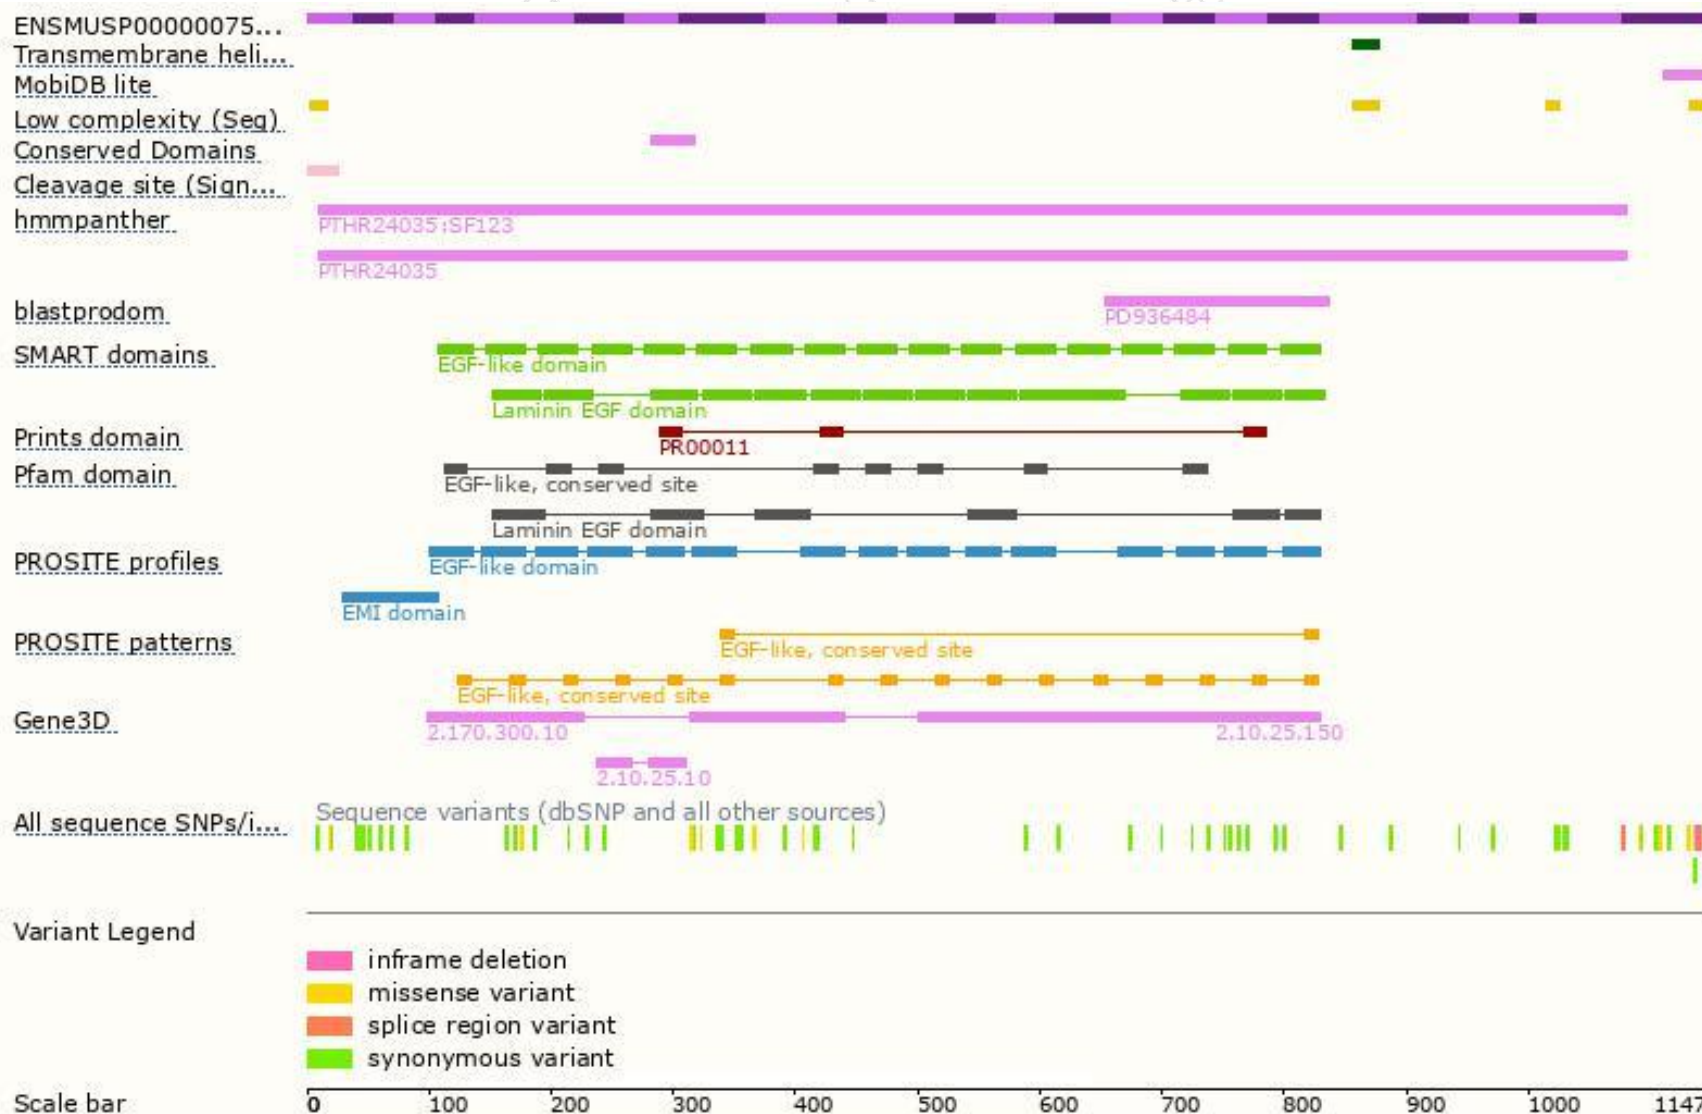 ENSMUSP00000075...
Transmembrane heli...
MobiDB lite
Low complexity (Seg)
Conserved Domains
Cleavage site (Sign...
hmmpanther
PTHR24035:SF123
PTHR24035
blastprodom
PD936484
SMART domains
EGF-like domain
Laminin EGF domain
Prints domain
PR00011
Pfam domain
EGF-like, conserved site
Laminin EGF domain
PROSITE profiles
EGF-like domain
EMI domain
PROSITE patterns
EGF-like, conserved site
EGF-like, conserved site
Gene3D
2.170.300.10 2.10.25.150
2.10.25.10
Sequence variants (dbSNP and all other sources)
All sequence SNPs/i...
Variant Legend
inframe deletion
missense variant
splice region variant
synonymous variant
Scale bar 0 100 200 300 400 500 600 700 800 900 1000 1147